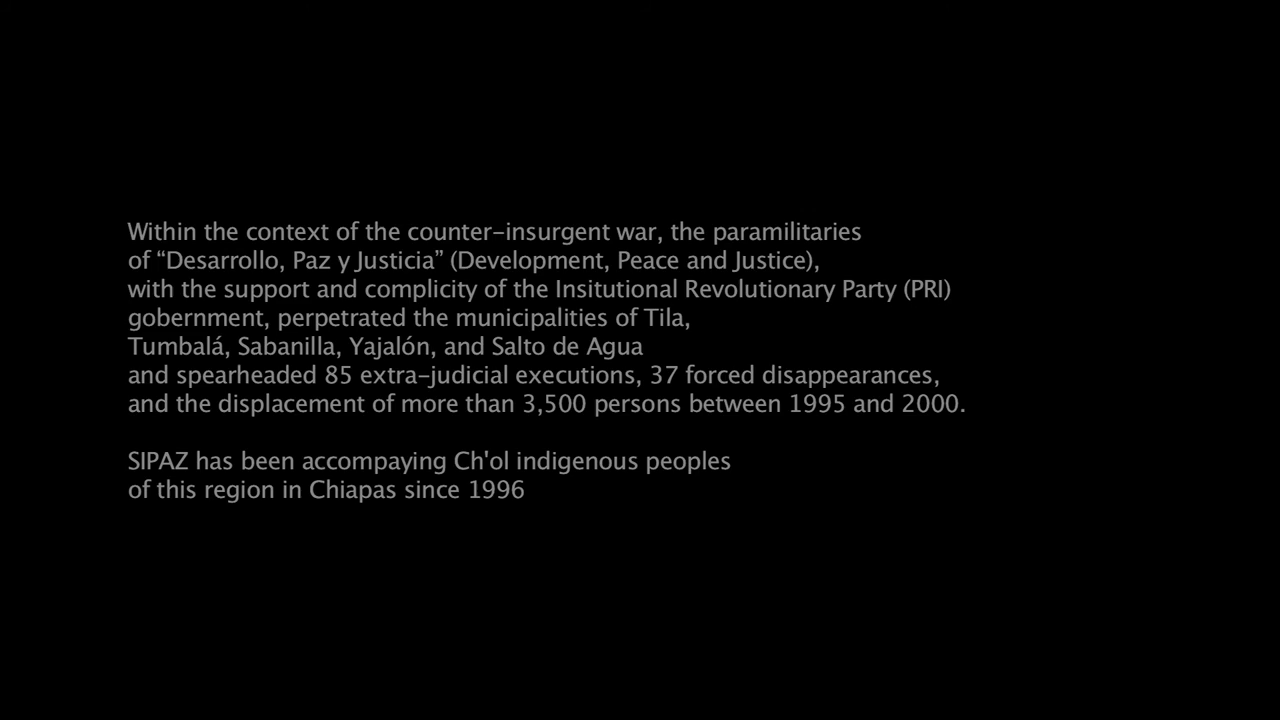 Within the context of the counter-insurgent war, the paramilitaries
of “Desarrollo, Paz y Justicia” (Development, Peace and Justice),
with the support and complicity of the Insitutional Revolutionary Party (PRI)
gobernment, perpetrated the municipalities of Tila,
Tumbalá, Sabanilla, Yajalón, and Salto de Agua
and spearheaded 85 extra-judicial executions, 37 forced disappearances,
and the displacement of more than 3,500 persons between 1995 and 2000.
SIPAZ has been accompaying Ch'ol indigenous peoples
of this region in Chiapas since 1996